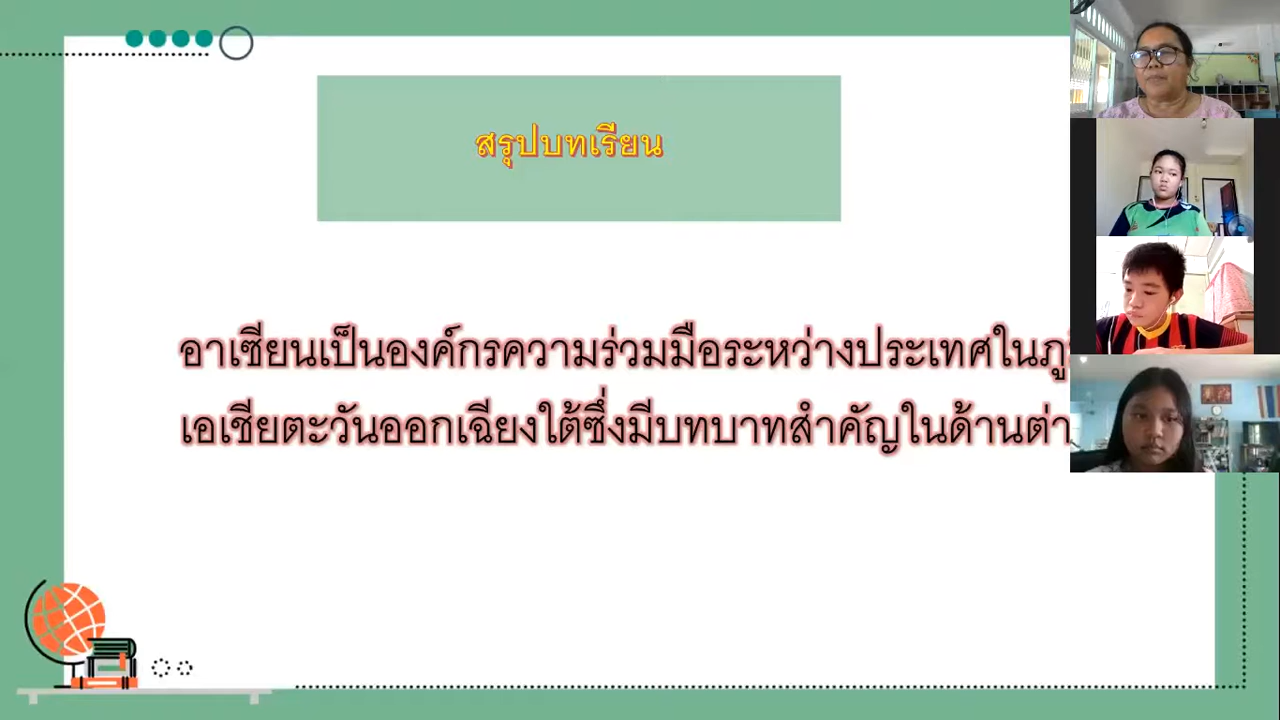 สรุปบทเรียน
อาเซียนเป็นองค์กรความร่วมมือระหว่างประเทศใน
เอเชียตะวันออกเฉียงใต้ซึ่งมีบทบาทสำคัญในด้าน